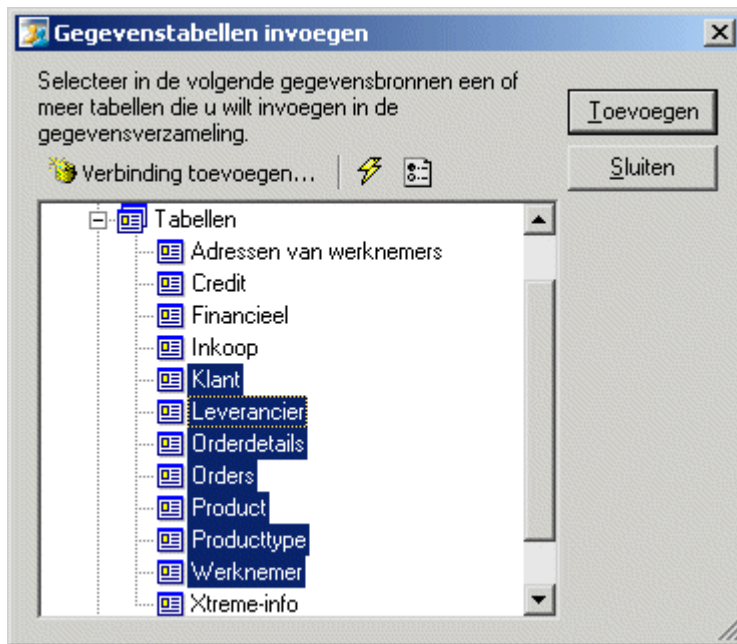 Gegevenstabellen invoegen
Selecteer in de volgende gegevensbronnen een of
meer tabellen die u wilt invoegen in de
gegevensverzameling.
Toevoegen
Verbinding toevoegen...
Sluiten
Tabellen
Adressen van werknemers
Credit
Financieel
Inkoop
Klant
Leverancier
Orderdetails
Orders
Product
Producttype
Werknemer
Xtreme-info